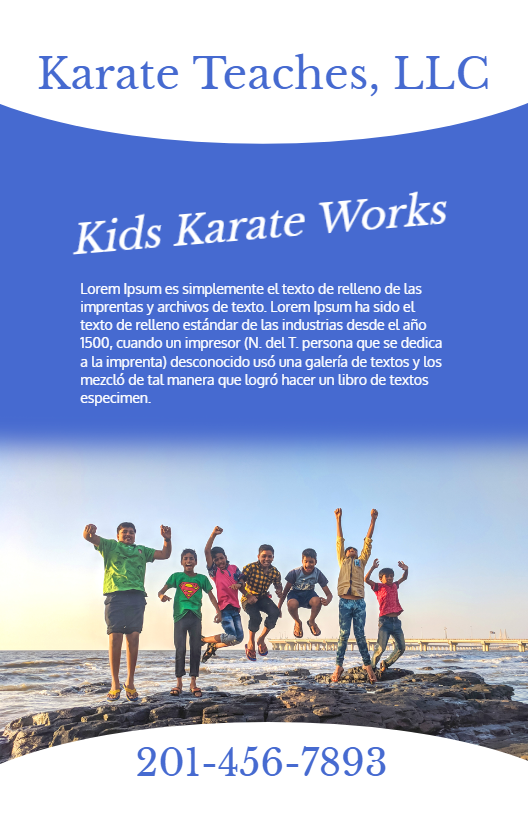 Karate Teaches, LLC
Kids Karate Works
Lorem Ipsum es simplemente el texto de relleno de las
imprentas y archivos de texto. Lorem Ipsum ha sido el
texto de relleno estándar de las industrias desde el año
1500, cuando un impresor (N. del T. persona que se dedica
a la imprenta) desconocido usó una galería de textos y los
mezcló de tal manera que logró hacer un libro de textos
especimen.
201-456-7893